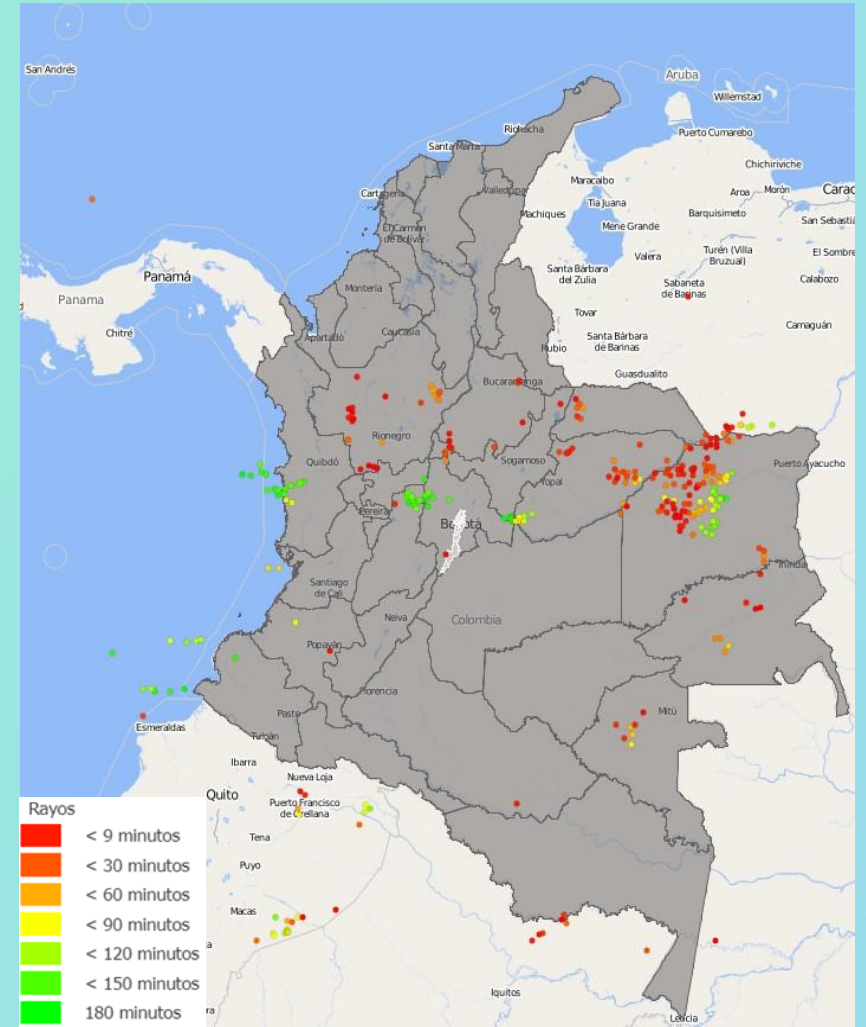 San Andrés
Aruba
Willemstad
Riohacha
Puerto Cumarebo
Santa Marta
Chichiriviche
Maracaibo
Aroa
Morón
Carac
Cartagena
Valledupar
Tía Juana
Machiques
Barquisimeto
San Sebastiá
El Carmen
de Bolívar
Mene Grande
Turén (Villa
Bruzual)
El Sombre
Valera
Panamá
Santa Bárbara
del Zulia
Sabaneta
de Barinas
Calabozo
Montería
Panama
Tovar
Camaguán
Chitré
Apartadó
Caucasia
Santa Bárbara
de Barinas
Rubio
Guasdualito
Bucaramanga
Rionegro
Quibdó
Sogamoso
Puerto Ayacucho
Yopal
Pereira
Bogotá
Inírida
Santiago
de Cali
Neiva
Colombia
Popayán
Florencia
Mitú
Pasto
Esmeraldas
Tulcán
Ibarra
Nueva Loja
Quito
Puerto Francisco
de Orellana
Tena
Puyo
Macas
Iquitos
Leticia
Rayos
< 9 minutos
< 30 minutos
< 60 minutos
< 90 minutos
< 120 minutos
< 150 minutos
180 minutos